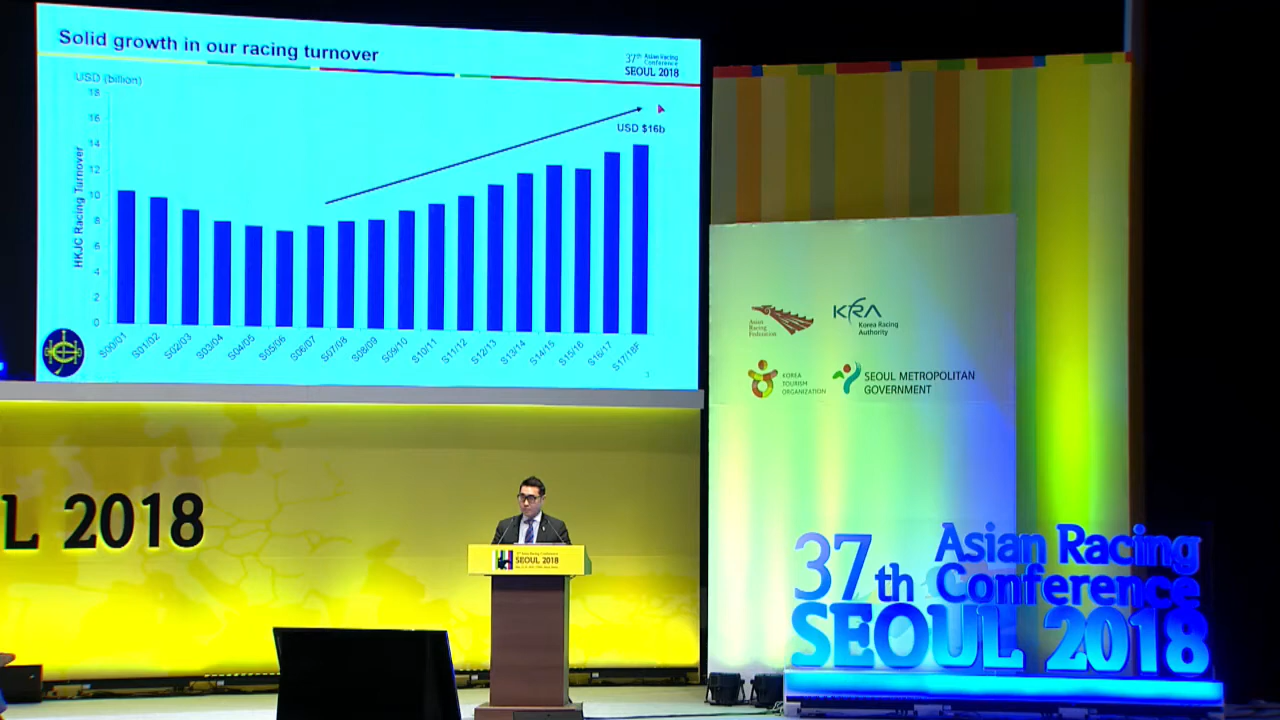 Solid growth in our racing turnover
37th Asian Racing
Conference
SEOUL 2018
USD (billion)
18
16
14
12
10
8
6
4
2
0
HKJC Racing Turnover
USD $16b
S00/01
S01/02
S02/03
S03/04
S04/05
S05/06
S06/07
S07/08
S08/09
S09/10
S10/11
S11/12
S12/13
S13/14
S14/15
S15/16
S16/17
S17/18F
3
L 2018
SEOUL 2018
Asian
Racing
Federation
KRA
Korea Racing
Authority
KOREA
TOURISM
ORGANIZATION
SEOUL METROPOLITAN
GOVERNMENT
37th Asian Racing
Conference
SEOUL 2018